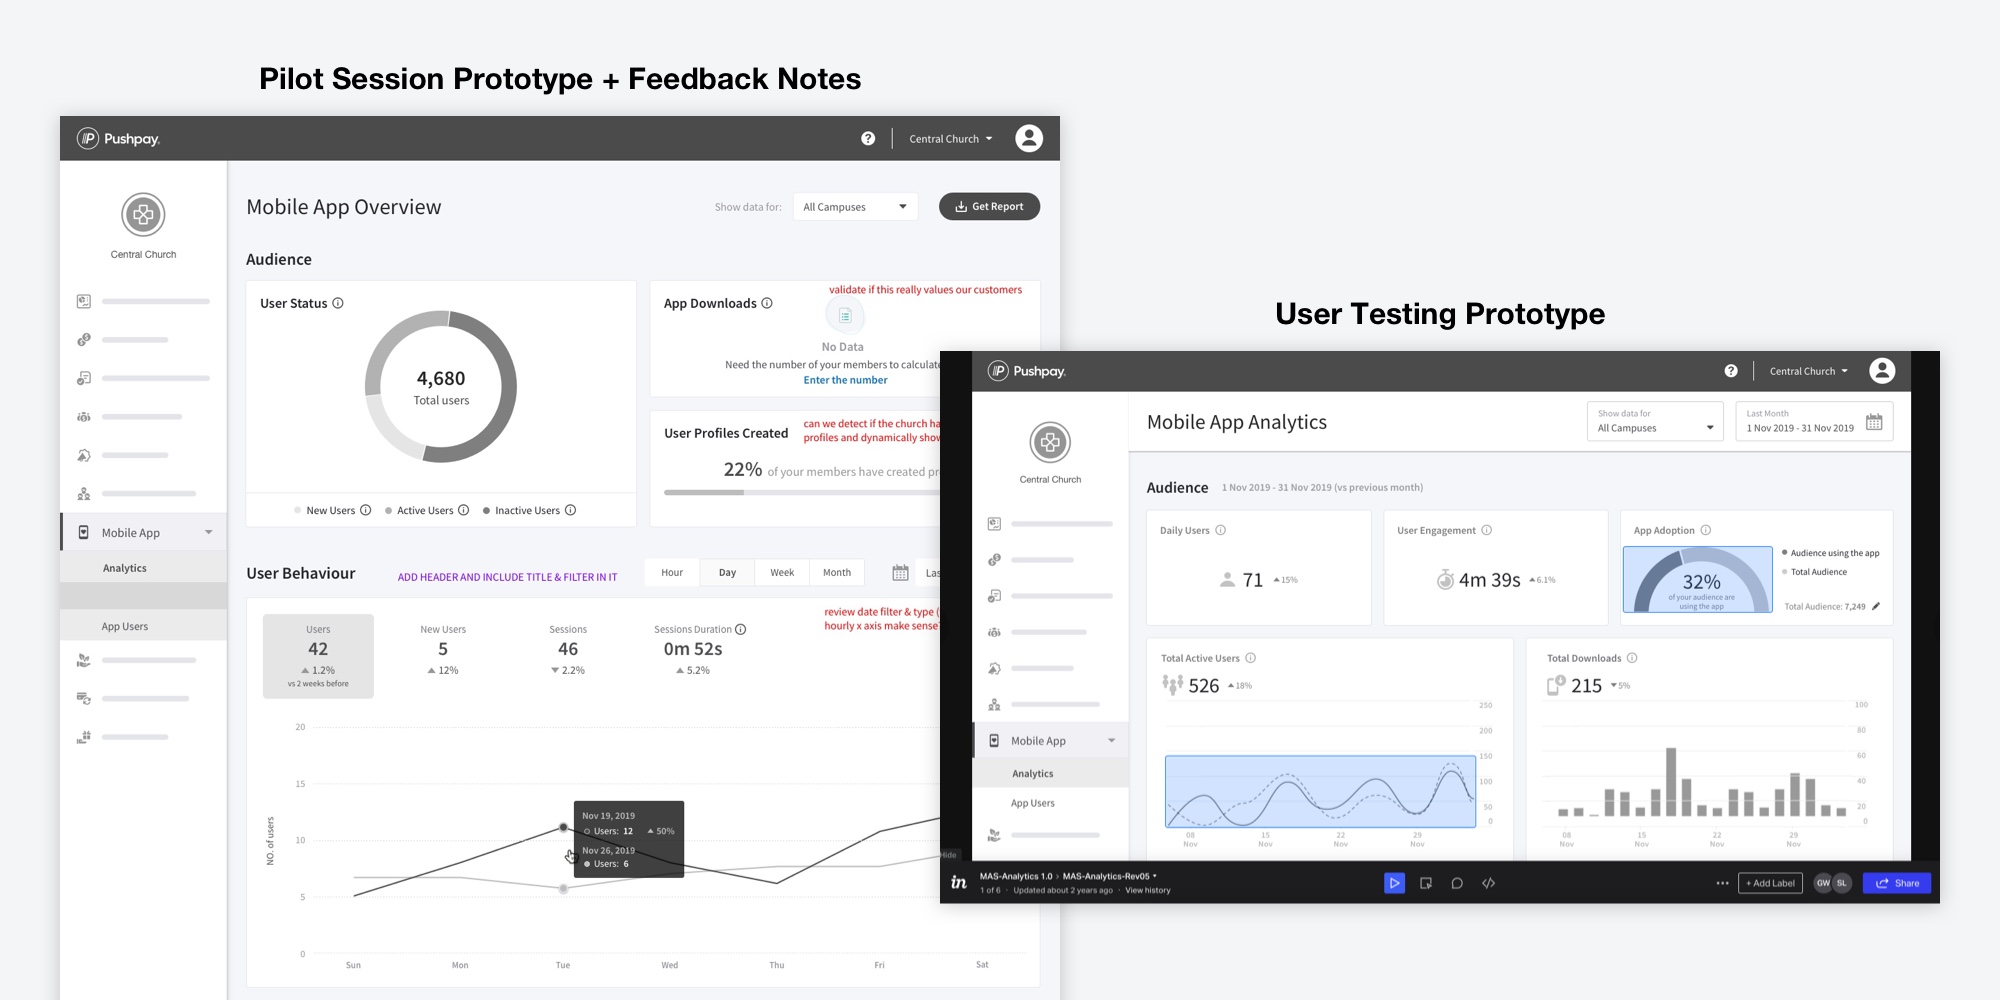 Pilot Session Prototype + Feedback Notes
Pushpay
Central Church
Central Church
Mobile App
Analytics
App Users
Mobile App Overview
Show data for:
All Campuses
Get Report
Audience
User Status
4,680
Total users
New Users
Active Users
Inactive Users
App Downloads
validate if this really values our customers
No Data
Need the number of your members to calculate
Enter the number
User Profiles Created
can we detect if the church ha
profiles and dynamically show
22% of your members have created pr
User Behaviour
ADD HEADER AND INCLUDE TITLE & FILTER IN IT
Hour
Day
Week
Month
Las
review date filter & type (
hourly x axis make sense
Users
42
1.2%
vs 2 weeks before
New Users
5
12%
Sessions
46
2.2%
Sessions Duration
0m 52s
5.2%
NO. of users
20
15
10
5
0
Nov 19, 2019
Users: 12
50%
Nov 26, 2019
Users: 6
Sun
Mon
Tue
Wed
Thu
Fri
Sat
User Testing Prototype
Pushpay
Central Church
Central Church
Mobile App
Analytics
App Users
Mobile App Analytics
Show data for
All Campuses
Last Month
1 Nov 2019 - 31 Nov 2019
Audience
1 Nov 2019 - 31 Nov 2019 (vs previous month)
Daily Users
71
15%
User Engagement
4m 39s
6.1%
App Adoption
32%
of your audience are
using the app
Audience using the app
Total Audience
Total Audience: 7,249
Total Active Users
526
18%
250
200
150
100
50
0
08
Nov
15
Nov
22
Nov
29
Nov
Total Downloads
215
5%
100
80
60
40
20
0
08
Nov
15
Nov
22
Nov
29
Nov
Hide
in
MAS-Analytics 1.0 › MAS-Analytics-Rev05
1 of 6 · Updated about 2 years ago · View history
+ Add Label
GW
SL
Share